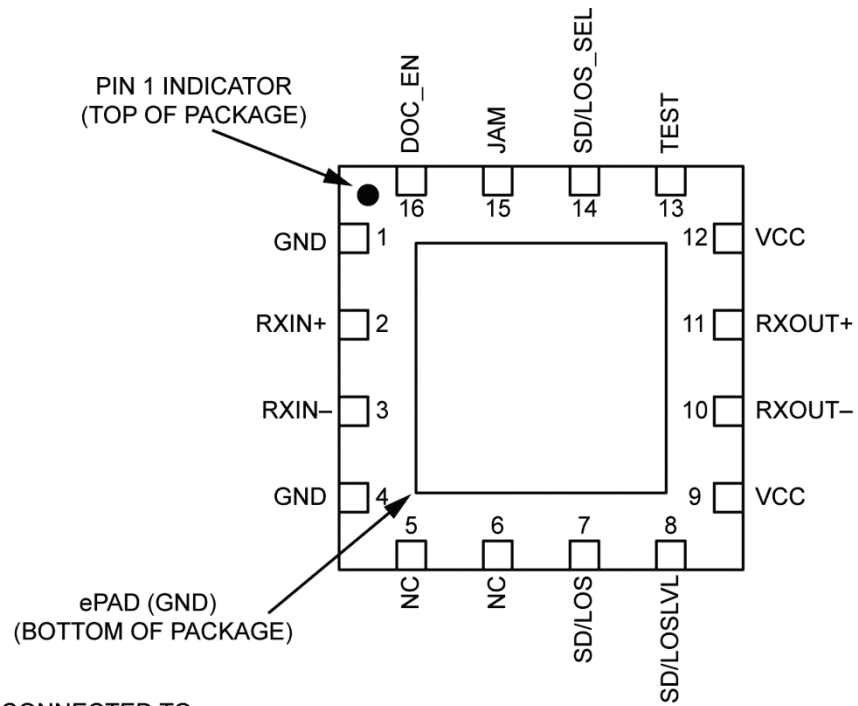 PIN 1 INDICATOR
(TOP OF PACKAGE)
DOC_EN
JAM
SD/LOS_SEL
TEST
16
15
14
13
GND
1
12
VCC
RXIN+
2
11
RXOUT+
RXIN–
3
10
RXOUT–
GND
4
9
VCC
5
6
7
8
NC
NC
SD/LOS
SD/LOSLVL
ePAD (GND)
(BOTTOM OF PACKAGE)
CONNECTED TO